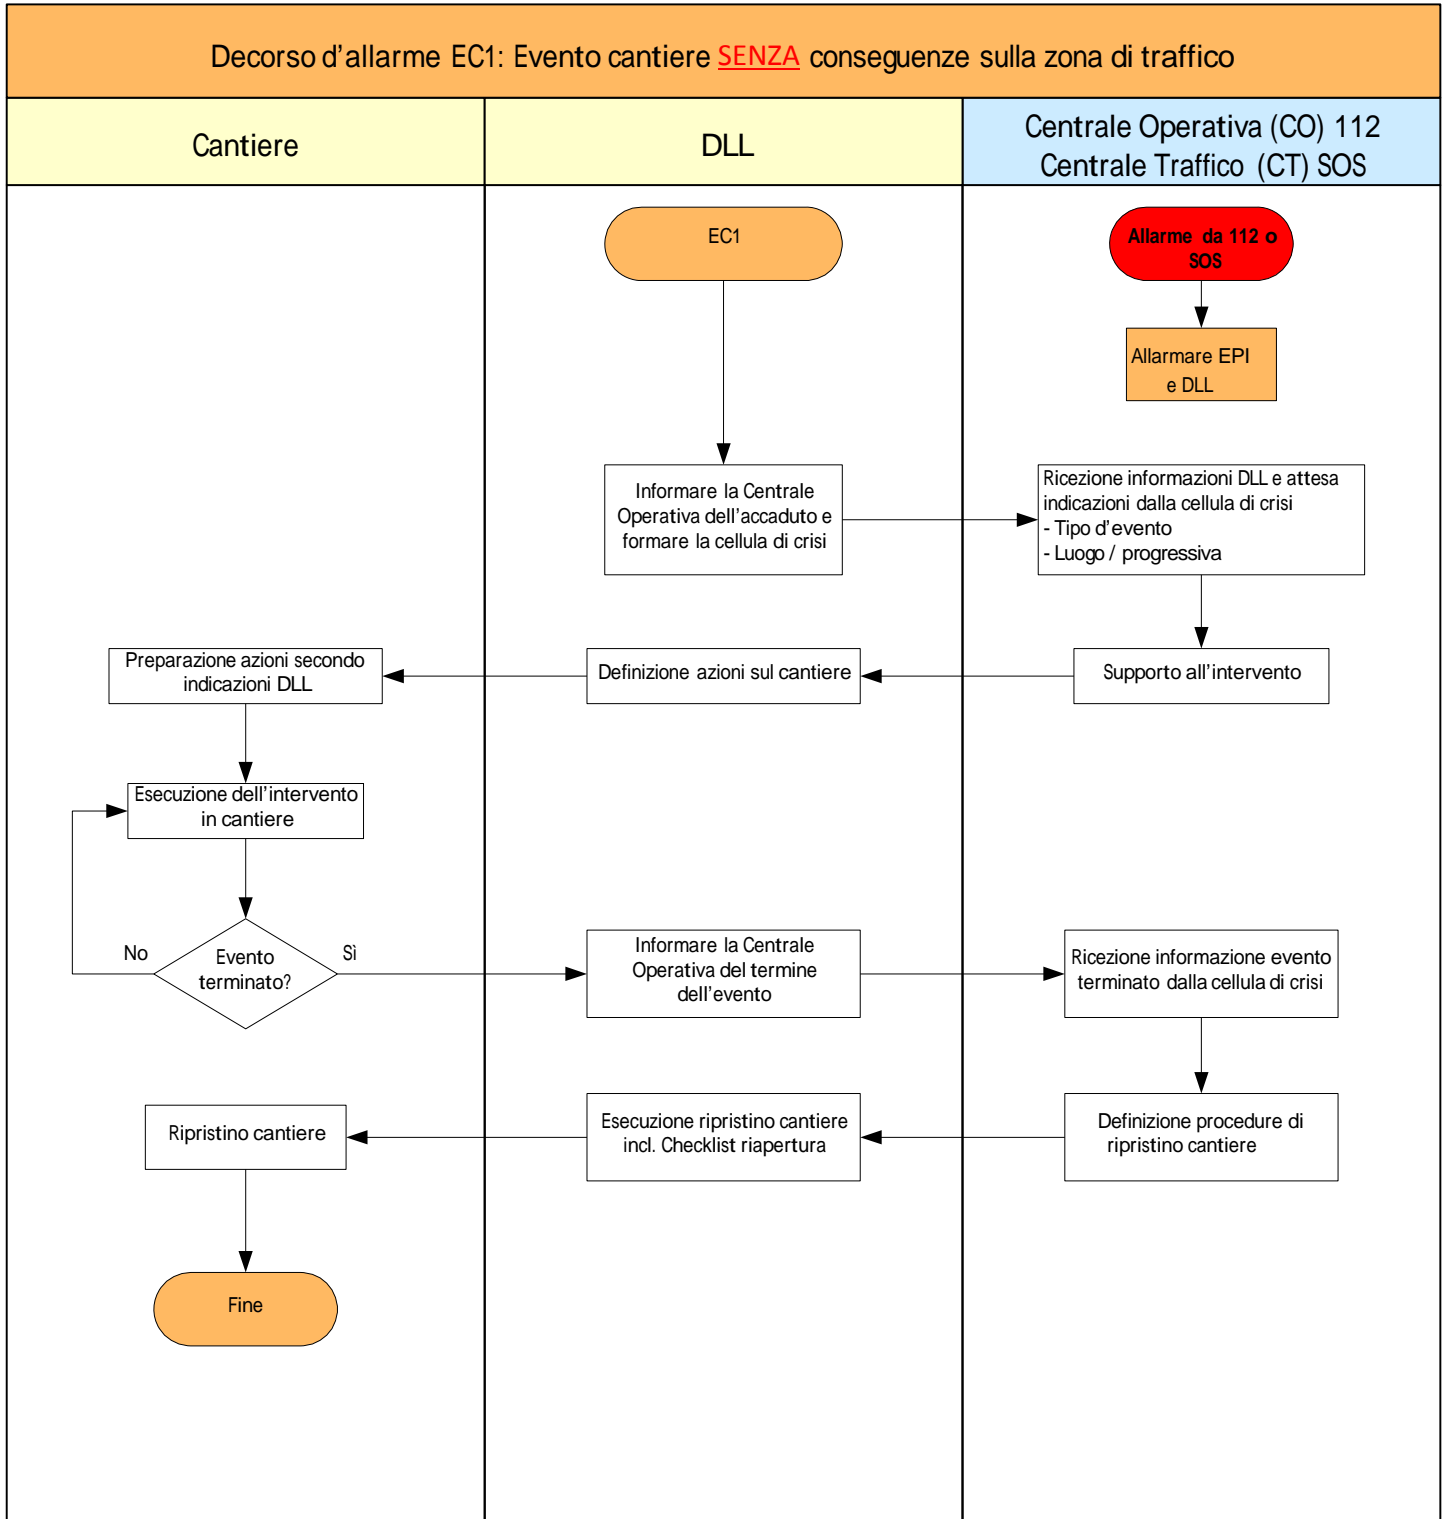 Decorso d'allarme EC1: Evento cantiere SENZA conseguenze sulla zona di traffico
Cantiere
DLL
Centrale Operativa (CO) 112
Centrale Traffico (CT) SOS
EC1
Allarme da 112 o
SOS
Allarmare EPI
e DLL
Informare la Centrale
Operativa dell'accaduto e
formare la cellula di crisi
Ricezione informazioni DLL e attesa
indicazioni dalla cellula di crisi
- Tipo d'evento
- Luogo / progressiva
Preparazione azioni secondo
indicazioni DLL
Definizione azioni sul cantiere
Supporto all'intervento
Esecuzione dell'intervento
in cantiere
No
Evento
terminato?
Sì
Informare la Centrale
Operativa del termine
dell'evento
Ricezione informazione evento
terminato dalla cellula di crisi
Ripristino cantiere
Esecuzione ripristino cantiere
incl. Checklist riapertura
Definizione procedure di
ripristino cantiere
Fine